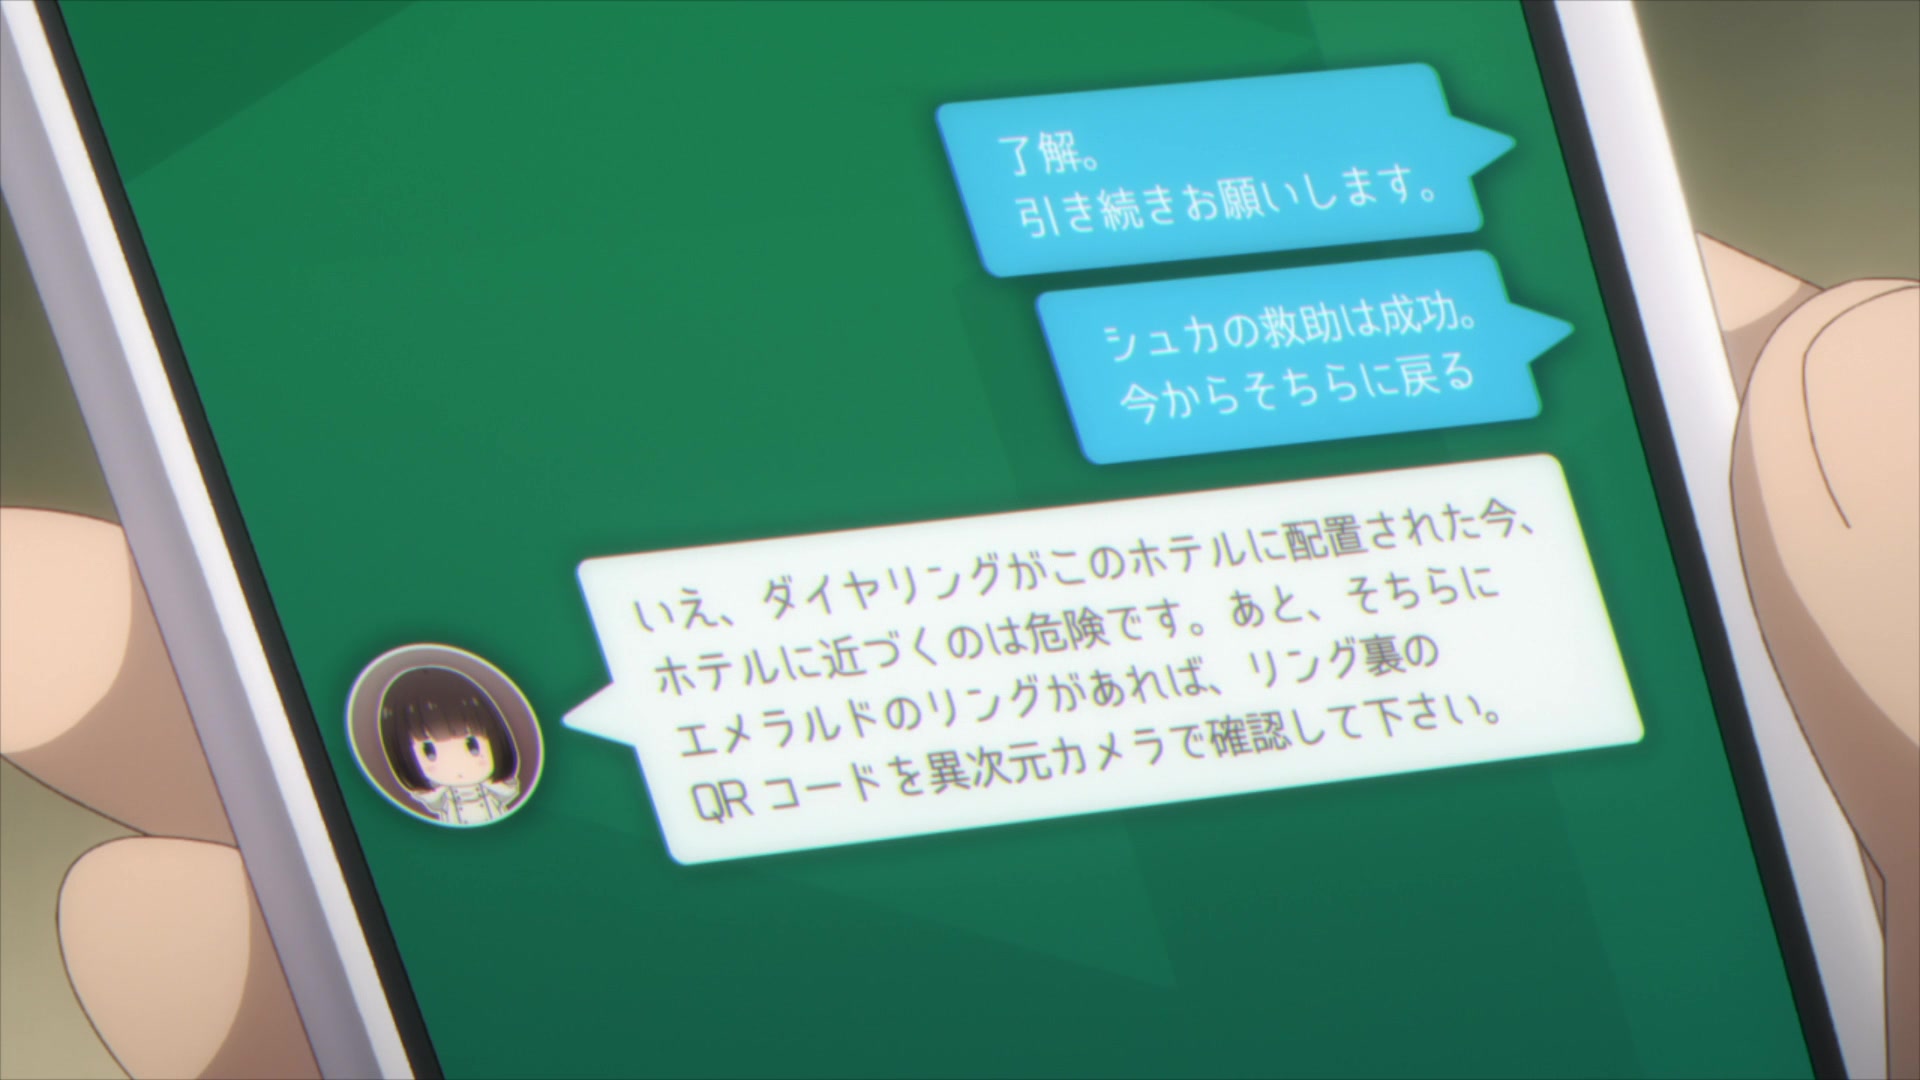 了解。
引き続きお願いします。
シュカの救助は成功。
今からそちらに戻る
いえ、ダイヤリングがこのホテルに配置された今、
ホテルに近づくのは危険です。あと、そちらに
エメラルドのリングがあれば、リング裏の
QRコードを異次元カメラで確認して下さい。